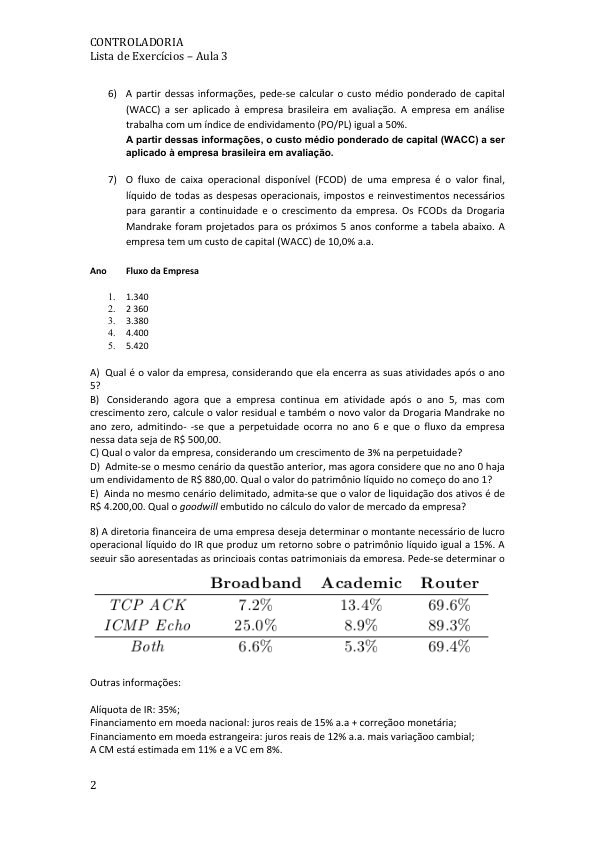 CONTROLADORIA
Lista de Exercícios – Aula 3
6) A partir dessas informações, pede-se calcular o custo médio ponderado de capital
(WACC) a ser aplicado à empresa brasileira em avaliação. A empresa em análise
trabalha com um índice de endividamento (PO/PL) igual a 50%.
A partir dessas informações, o custo médio ponderado de capital (WACC) a ser
aplicado à empresa brasileira em avaliação.
7) O fluxo de caixa operacional disponível (FCOD) de uma empresa é o valor final,
líquido de todas as despesas operacionais, impostos e reinvestimentos necessários
para garantir a continuidade e o crescimento da empresa. Os FCODs da Drogaria
Mandrake foram projetados para os próximos 5 anos conforme a tabela abaixo. A
empresa tem um custo de capital (WACC) de 10,0% a.a.
Ano Fluxo da Empresa
1. 1.340
2. 2 360
3. 3.380
4. 4.400
5. 5.420
A) Qual é o valor da empresa, considerando que ela encerra as suas atividades após o ano
5?
B) Considerando agora que a empresa continua em atividade após o ano 5, mas com
crescimento zero, calcule o valor residual e também o novo valor da Drogaria Mandrake no
ano zero, admitindo- -se que a perpetuidade ocorra no ano 6 e que o fluxo da empresa
nessa data seja de R$ 500,00.
C) Qual o valor da empresa, considerando um crescimento de 3% na perpetuidade?
D) Admite-se o mesmo cenário da questão anterior, mas agora considere que no ano 0 haja
um endividamento de R$ 880,00. Qual o valor do patrimônio líquido no começo do ano 1?
E) Ainda no mesmo cenário delimitado, admita-se que o valor de liquidação dos ativos é de
R$ 4.200,00. Qual o goodwill embutido no cálculo do valor de mercado da empresa?
8) A diretoria financeira de uma empresa deseja determinar o montante necessário de lucro
operacional líquido do IR que produz um retorno sobre o patrimônio líquido igual a 15%. A
seguir são apresentadas as principais contas patrimoniais da empresa. Pede-se determinar o
Broadband Academic Router
TCP ACK 7.2% 13.4% 69.6%
ICMP Echo 25.0% 8.9% 89.3%
Both 6.6% 5.3% 69.4%
Outras informações:
Alíquota de IR: 35%;
Financiamento em moeda nacional: juros reais de 15% a.a + correçãoo monetária;
Financiamento em moeda estrangeira: juros reais de 12% a.a. mais variaçãoo cambial;
A CM está estimada em 11% e a VC em 8%.
2